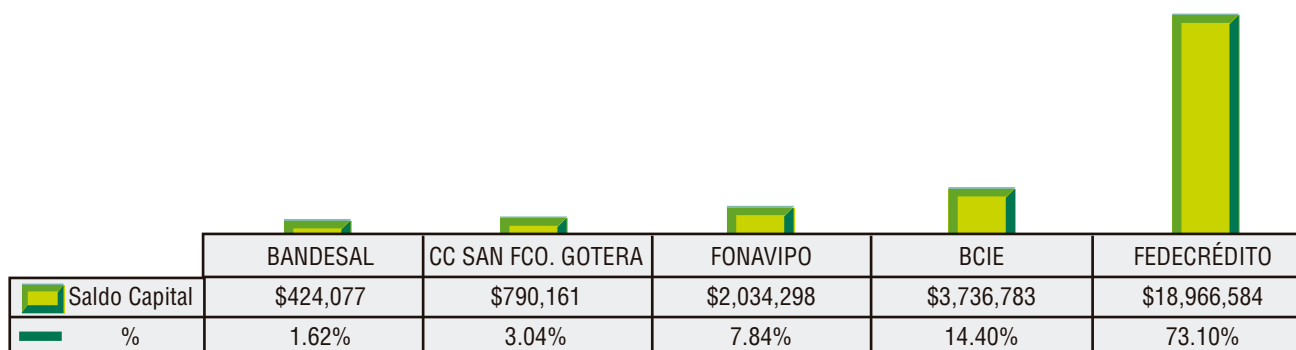 BANDESAL CC SAN FCO. GOTERA FONAVIPO BCIE FEDECRÉDITO
Saldo Capital $424,077 $790,161 $2,034,298 $3,736,783 $18,966,584
% 1.62% 3.04% 7.84% 14.40% 73.10%